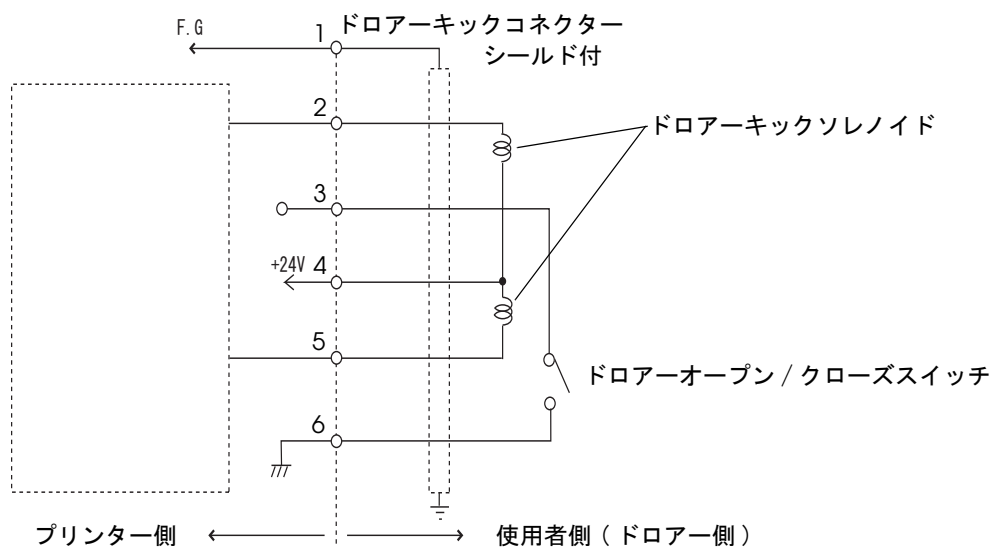 F.G
1
ドロアーキックコネクター
シールド付
2
ドロアーキックソレノイド
3
+24V
4
5
ドロアーオープン / クローズスイッチ
6
プリンター側
使用者側 ( ドロアー側 )